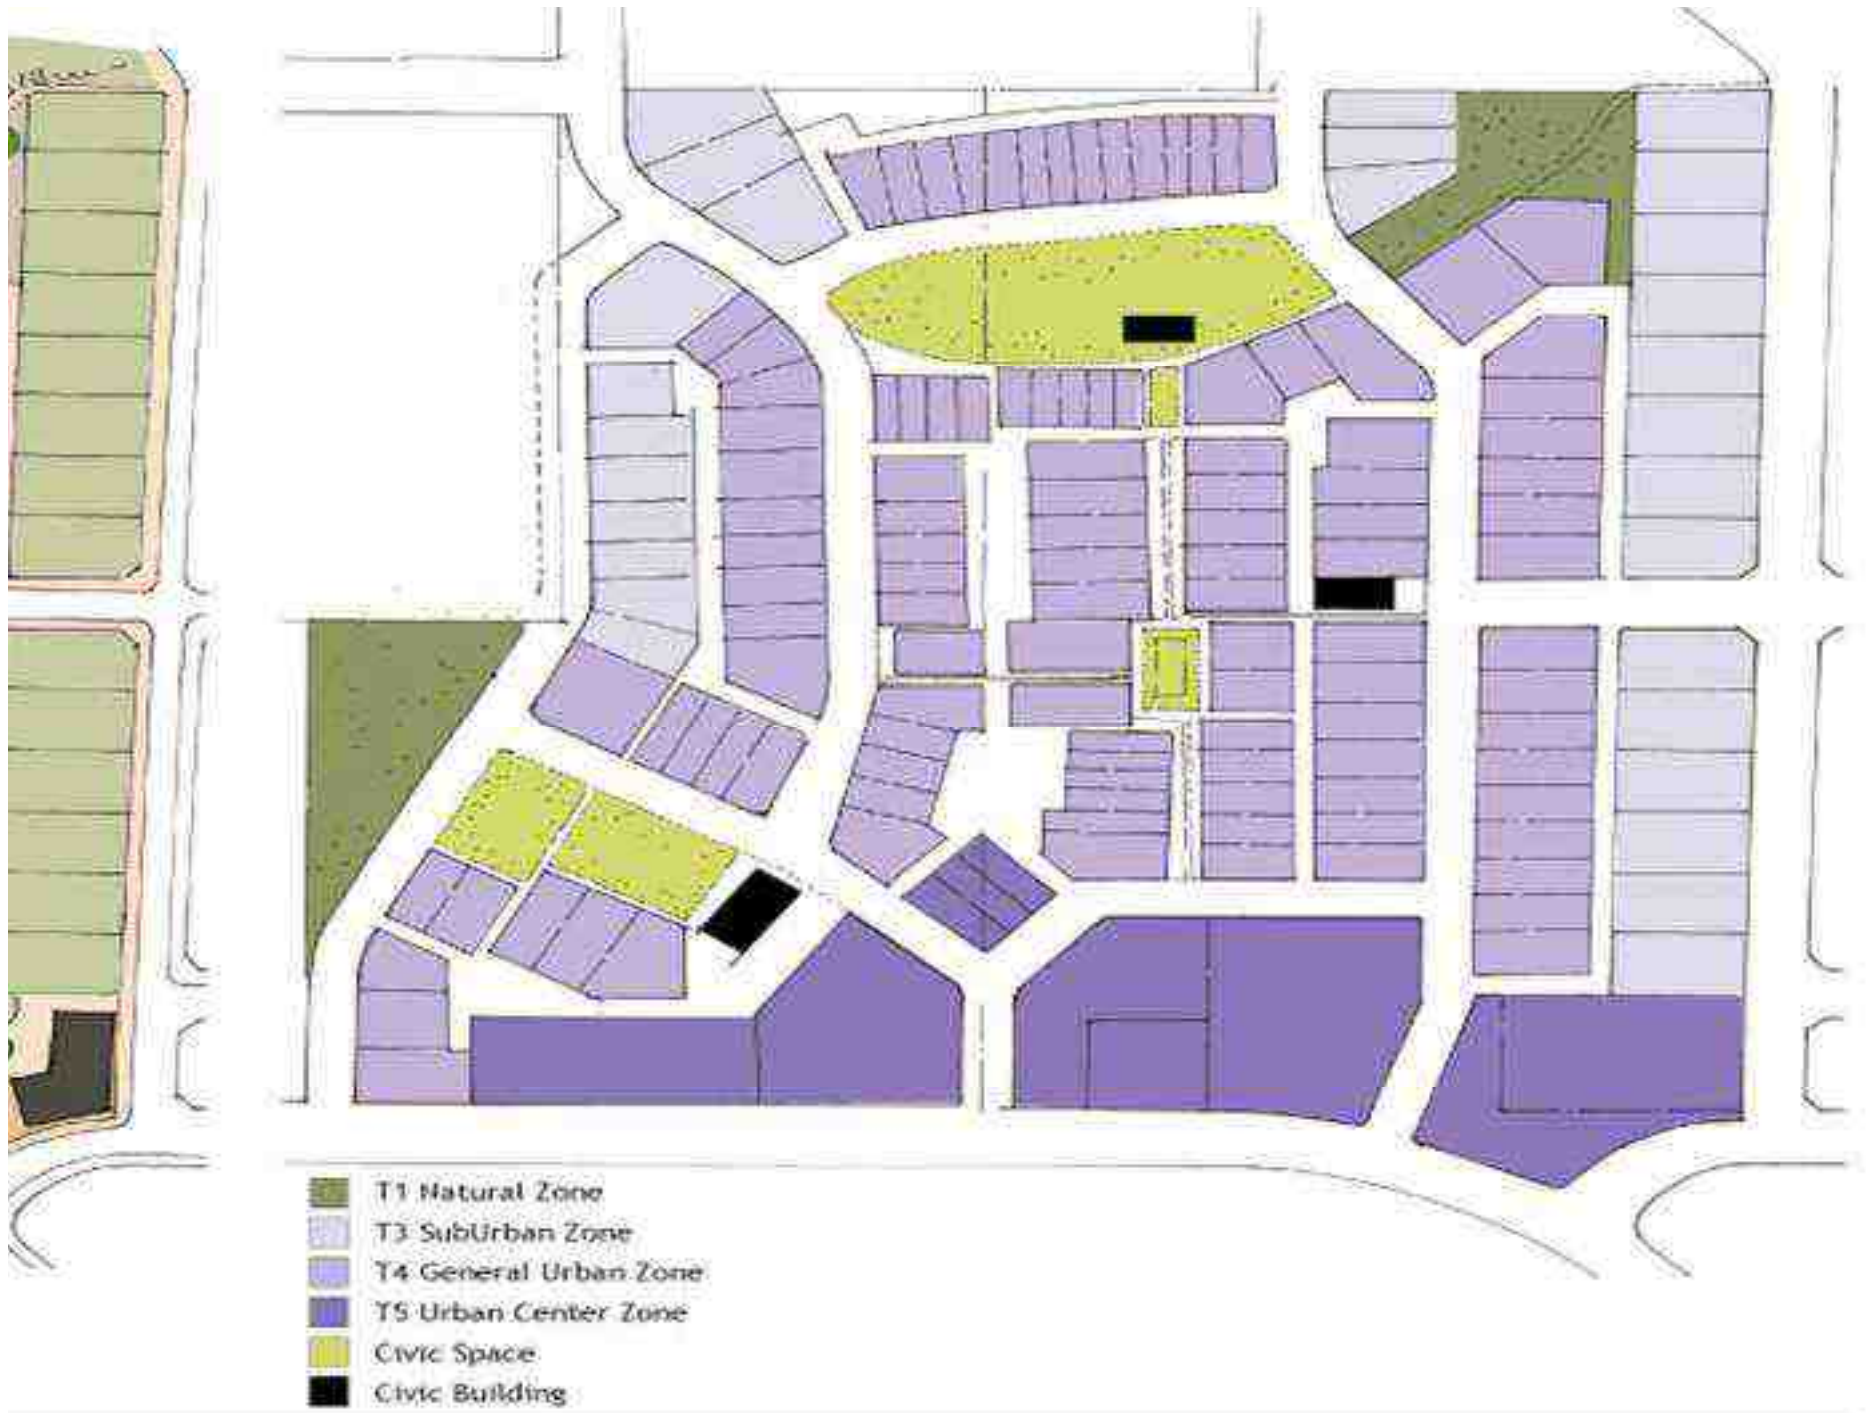 T1 Natural Zone
T3 SubUrban Zone
T4 General Urban Zone
T5 Urban Center Zone
Civic Space
Civic Building